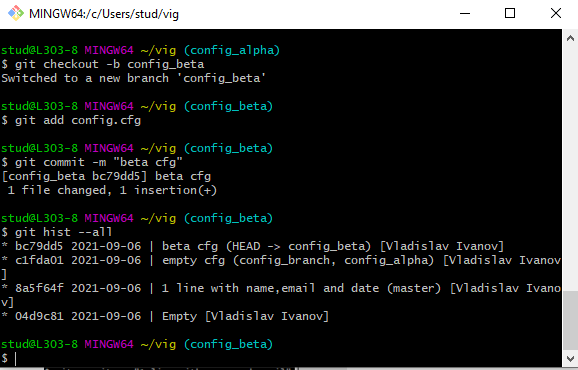 MINGW64:/c/Users/stud/vig
stud@L303-8 MINGW64 ~/vig (config_alpha)
$ git checkout -b config_beta
Switched to a new branch 'config_beta'
stud@L303-8 MINGW64 ~/vig (config_beta)
$ git add config.cfg
stud@L303-8 MINGW64 ~/vig (config_beta)
$ git commit -m "beta cfg"
[config_beta bc79dd5] beta cfg
 1 file changed, 1 insertion(+)
stud@L303-8 MINGW64 ~/vig (config_beta)
$ git hist --all
* bc79dd5 2021-09-06 | beta cfg (HEAD -> config_beta) [Vladislav Ivanov]
* c1fda01 2021-09-06 | empty cfg (config_branch, config_alpha) [Vladislav Ivanov
]
* 8a5f64f 2021-09-06 | 1 line with name,email and date (master) [Vladislav Ivano
v]
* 04d9c81 2021-09-06 | Empty [Vladislav Ivanov]
stud@L303-8 MINGW64 ~/vig (config_beta)
$